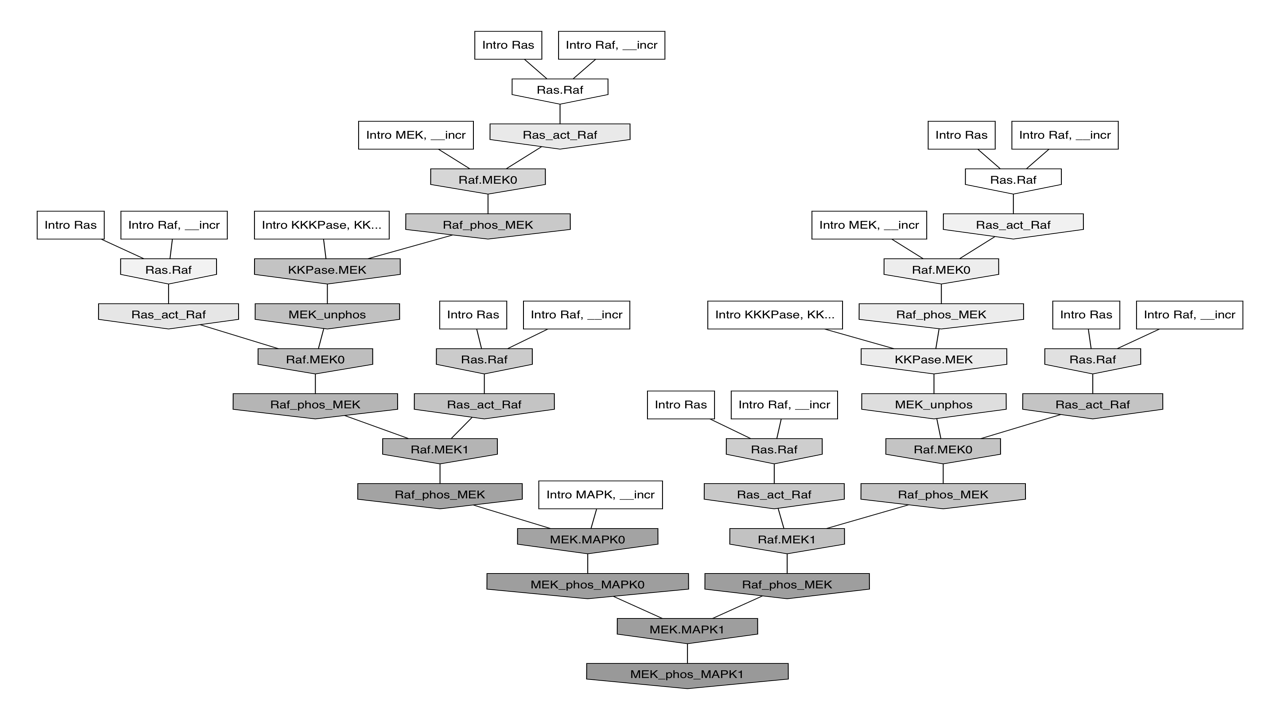 Intro Ras
Intro Raf, __incr
Ras.Raf
Intro MEK, __incr
Ras_act_Raf
Intro Ras
Intro Raf, __incr
Raf.MEK0
Ras.Raf
Intro Ras
Intro Raf, __incr
Intro KKKPase, KK...
Raf_phos_MEK
Intro MEK, __incr
Ras_act_Raf
Ras.Raf
KKPase.MEK
Raf.MEK0
Ras_act_Raf
MEK_unphos
Intro Ras
Intro Raf, __incr
Intro KKKPase, KK...
Raf_phos_MEK
Intro Ras
Intro Raf, __incr
Raf.MEK0
Ras.Raf
KKPase.MEK
Ras.Raf
Raf_phos_MEK
Ras_act_Raf
Intro Ras
Intro Raf, __incr
MEK_unphos
Ras_act_Raf
Raf.MEK1
Ras.Raf
Raf.MEK0
Raf_phos_MEK
Intro MAPK, __incr
Ras_act_Raf
Raf_phos_MEK
MEK.MAPK0
Raf.MEK1
MEK_phos_MAPK0
Raf_phos_MEK
MEK.MAPK1
MEK_phos_MAPK1